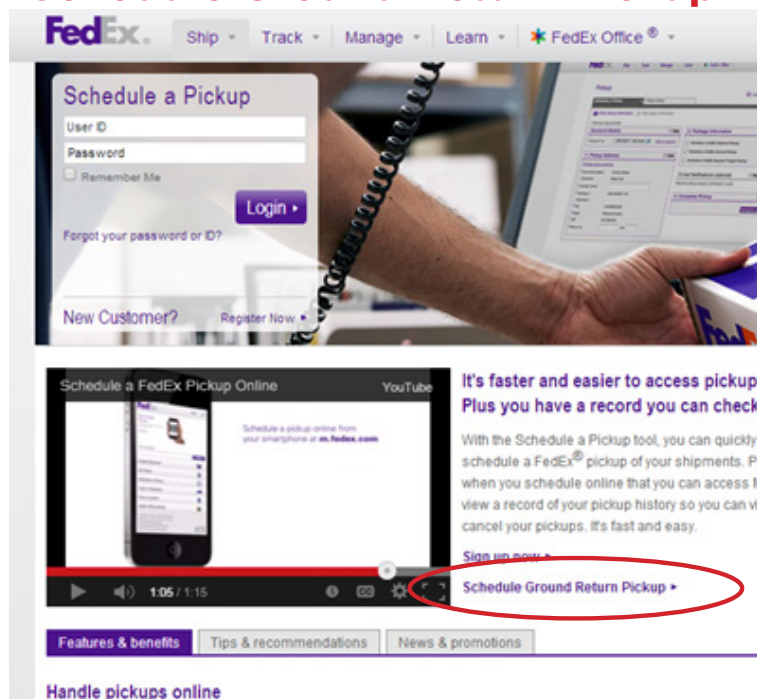 FedEx. Ship Track Manage Learn FedEx Office ®
Schedule a Pickup
User ID
Password
Remember Me
Login
Forgot your password or ID?
New Customer? Register Now
Schedule a FedEx Pickup Online YouTube
Schedule a pickup online from
your smartphone at m.fedex.com
1:05 / 1:15
CC
It's faster and easier to access pickup
Plus you have a record you can check
With the Schedule a Pickup tool, you can quickly
schedule a FedEx® pickup of your shipments. P
when you schedule online that you can access M
view a record of your pickup history so you can vi
cancel your pickups. It's fast and easy.
Sign up now
Schedule Ground Return Pickup
Features & benefits Tips & recommendations News & promotions
Handle pickups online